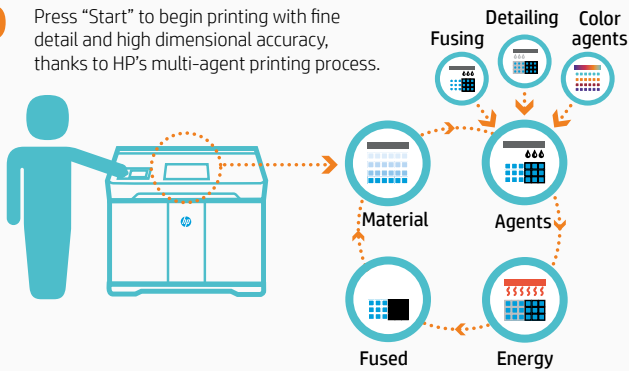 Press “Start” to begin printing with fine
detail and high dimensional accuracy,
thanks to HP’s multi-agent printing process.
Detailing
Color
agents
Fusing
hp
Material
Agents
Fused
Energy